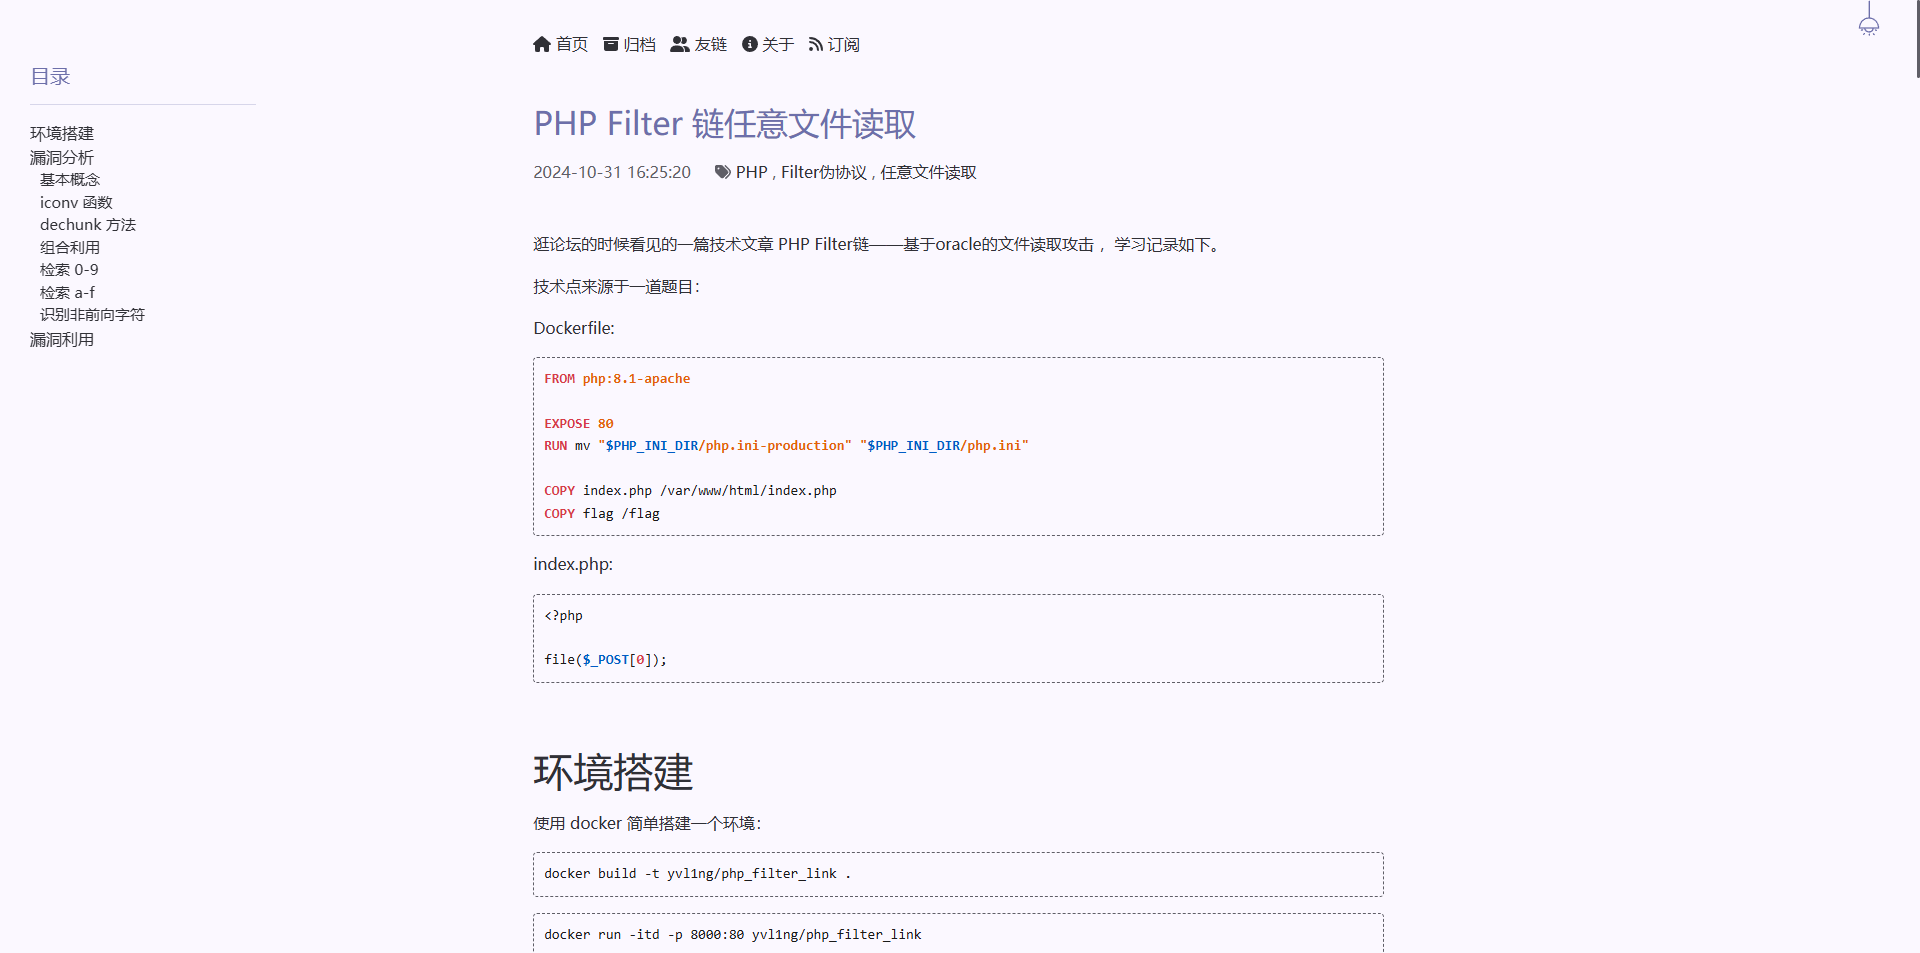 首页 归档 友链 关于 订阅
目录
环境搭建
漏洞分析
基本概念
iconv 函数
dechunk 方法
组合利用
检索 0-9
检索 a-f
识别非前向字符
漏洞利用
PHP Filter 链任意文件读取
2024-10-31 16:25:20 PHP , Filter伪协议 , 任意文件读取
逛论坛的时候看见的一篇技术文章 PHP Filter链——基于oracle的文件读取攻击 ，学习记录如下。
技术点来源于一道题目：
Dockerfile:
FROM php:8.1-apache
EXPOSE 80
RUN mv "$PHP_INI_DIR/php.ini-production" "$PHP_INI_DIR/php.ini"
COPY index.php /var/www/html/index.php
COPY flag /flag
index.php:
<?php
file($_POST[0]);
环境搭建
使用 docker 简单搭建一个环境：
docker build -t yvl1ng/php_filter_link .
docker run -itd -p 8000:80 yvl1ng/php_filter_link